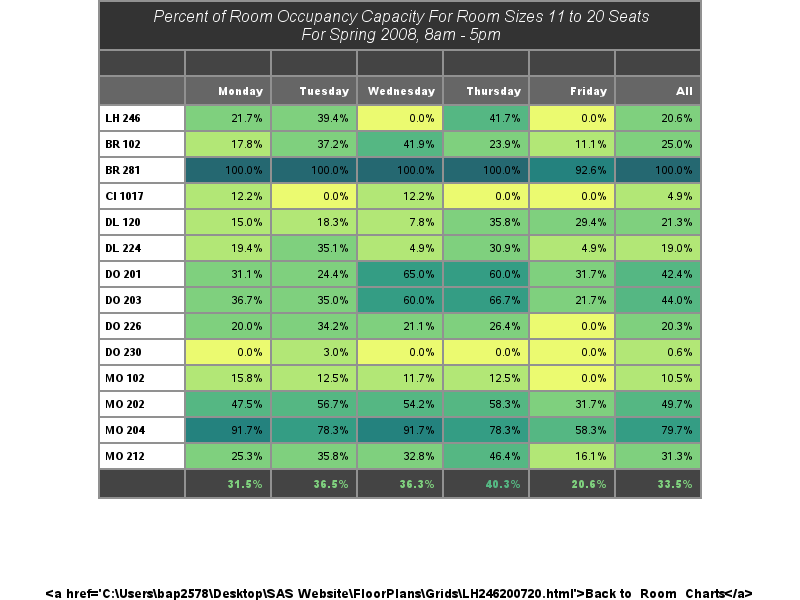 Percent of Room Occupancy Capacity For Room Sizes 11 to 20 Seats
For Spring 2008, 8am - 5pm
Monday Tuesday Wednesday Thursday Friday All
LH 246 21.7% 39.4% 0.0% 41.7% 0.0% 20.6%
BR 102 17.8% 37.2% 41.9% 23.9% 11.1% 25.0%
BR 281 100.0% 100.0% 100.0% 100.0% 92.6% 100.0%
CI 1017 12.2% 0.0% 12.2% 0.0% 0.0% 4.9%
DL 120 15.0% 18.3% 7.8% 35.8% 29.4% 21.3%
DL 224 19.4% 35.1% 4.9% 30.9% 4.9% 19.0%
DO 201 31.1% 24.4% 65.0% 60.0% 31.7% 42.4%
DO 203 36.7% 35.0% 60.0% 66.7% 21.7% 44.0%
DO 226 20.0% 34.2% 21.1% 26.4% 0.0% 20.3%
DO 230 0.0% 3.0% 0.0% 0.0% 0.0% 0.6%
MO 102 15.8% 12.5% 11.7% 12.5% 0.0% 10.5%
MO 202 47.5% 56.7% 54.2% 58.3% 31.7% 49.7%
MO 204 91.7% 78.3% 91.7% 78.3% 58.3% 79.7%
MO 212 25.3% 35.8% 32.8% 46.4% 16.1% 31.3%
31.5% 36.5% 36.3% 40.3% 20.6% 33.5%
<a href='C:\Users\bap2578\Desktop\SAS Website\FloorPlans\Grids\LH246200720.html'>Back to Room Charts</a>